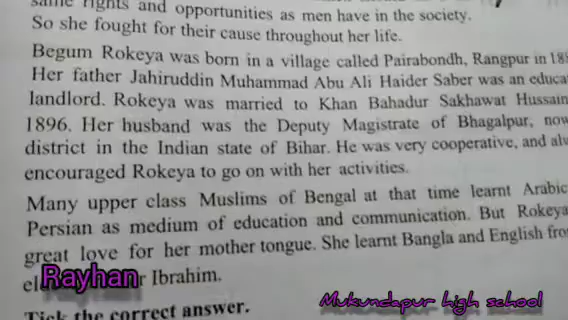 same rights and opportunities as men have in the society.
So she fought for their cause throughout her life.
Begum Rokeya was born in a village called Pairabondh, Rangpur in 18
Her father Jahiruddin Muhammad Abu Ali Haider Saber was an educa
landlord. Rokeya was married to Khan Bahadur Sakhawat Hussain
1896. Her husband was the Deputy Magistrate of Bhagalpur, now
district in the Indian state of Bihar. He was very cooperative, and alw
encouraged Rokeya to go on with her activities.
Many upper class Muslims of Bengal at that time learnt Arabic
Persian as medium of education and communication. But Rokeya
great love for her mother tongue. She learnt Bangla and English fro
Rayhan r Ibrahim.
Mukundapur high school
Tick the correct answer.